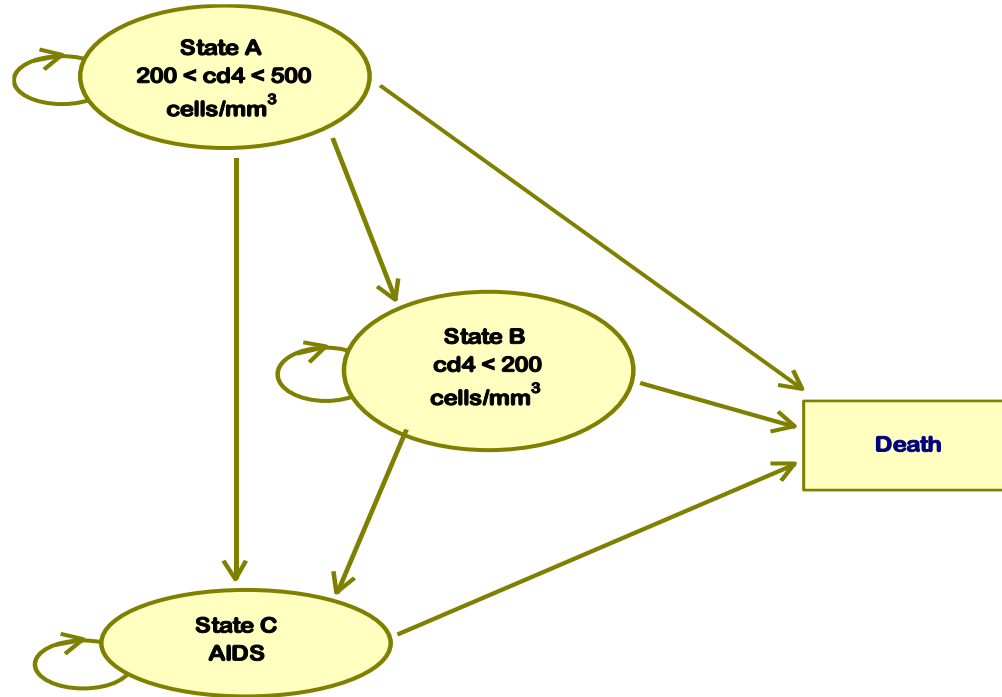 State A
200 < cd4 < 500
cells/mm³
State B
cd4 < 200
cells/mm³
Death
State C
AIDS